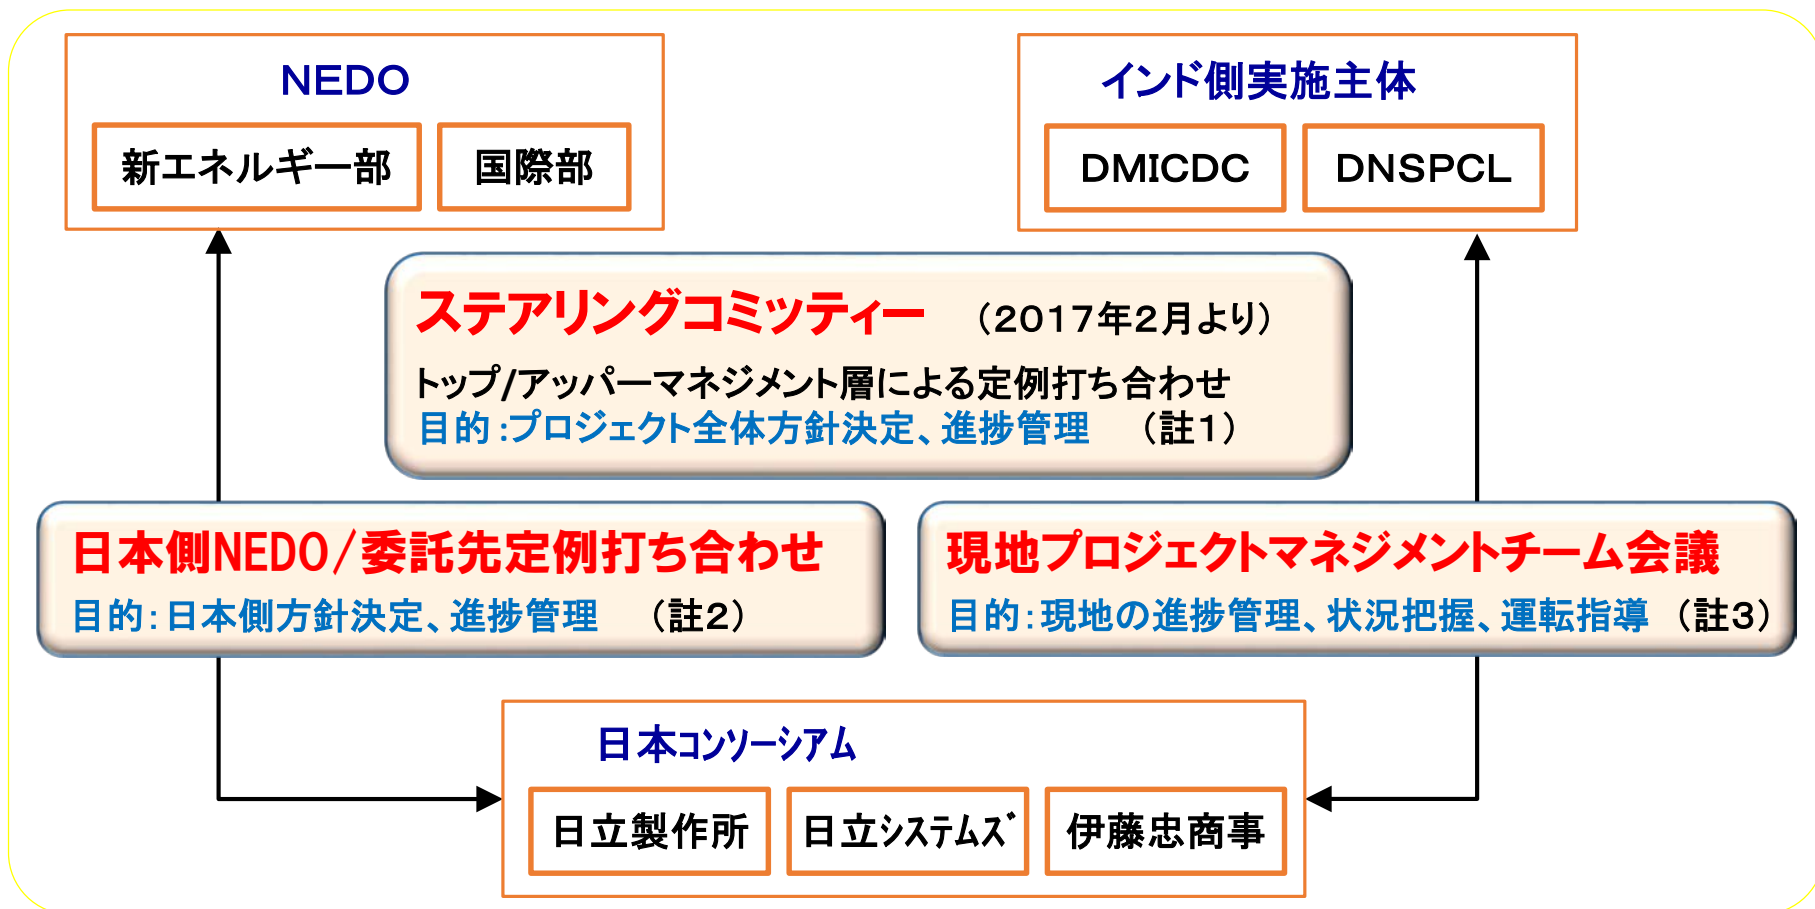 NEDO
新エネルギー部
国際部
インド側実施主体
DMICDC
DNSPCL
ステアリングコミッティー （２０１７年２月より）
トップ/アッパーマネジメント層による定例打ち合わせ
目的：プロジェクト全体方針決定、進捗管理 （註１）
日本側NEDO/委託先定例打ち合わせ
目的：日本側方針決定、進捗管理 （註２）
現地プロジェクトマネジメントチーム会議
目的：現地の進捗管理、状況把握、運転指導 （註３）
日本ｺﾝｿｰｼｱﾑ
日立製作所
日立ｼｽﾃﾑｽﾞ
伊藤忠商事